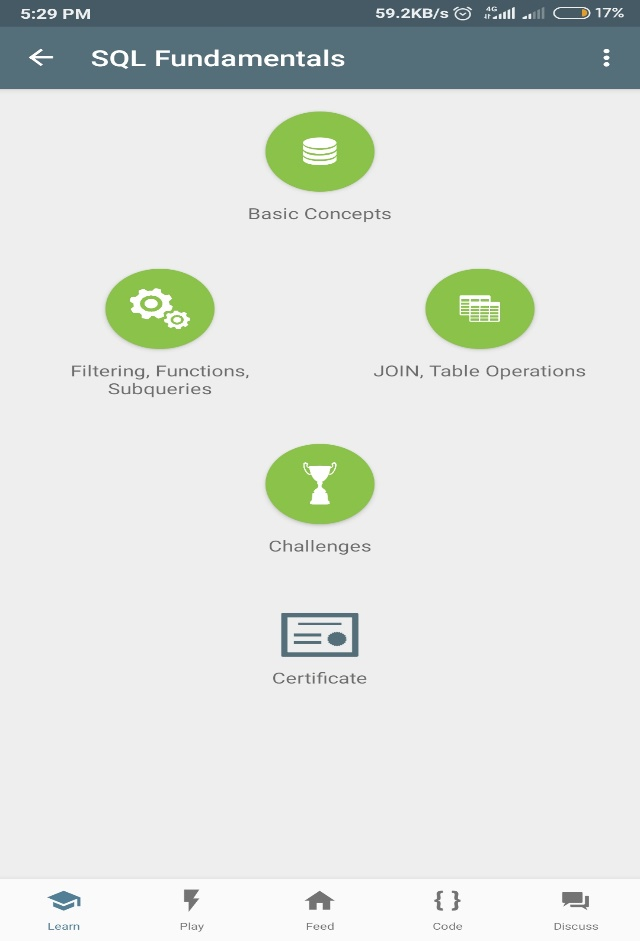 5:29 PM
59.2KB/s 4G 17%
SQL Fundamentals
Basic Concepts
Filtering, Functions,
Subqueries
JOIN, Table Operations
Challenges
Certificate
Learn
Play
Feed
Code
Discuss